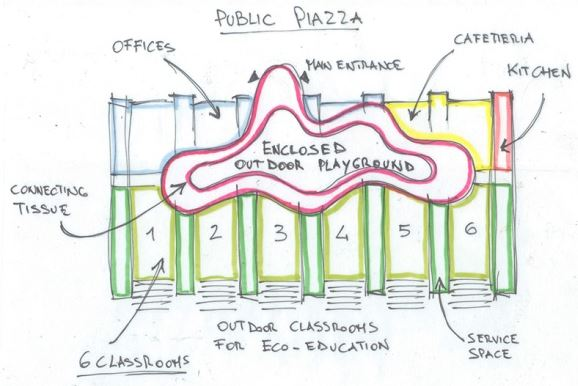 PUBLIC PIAZZA
OFFICES
MAIN ENTRANCE
CAFETIERIA
KITCHEN
ENCLOSED
OUTDOOR PLAYGROUND
CONNECTING
TISSUE
1 2 3 4 5 6
6 CLASSROOMS
OUTDOOR CLASSROOMS
FOR ECO-EDUCATION
SERVICE
SPACE